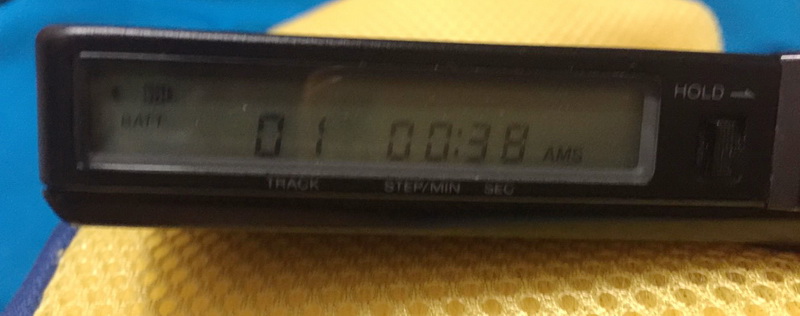 HOLD
BATT
01 00:38 AMS
TRACK STEP/MIN SEC